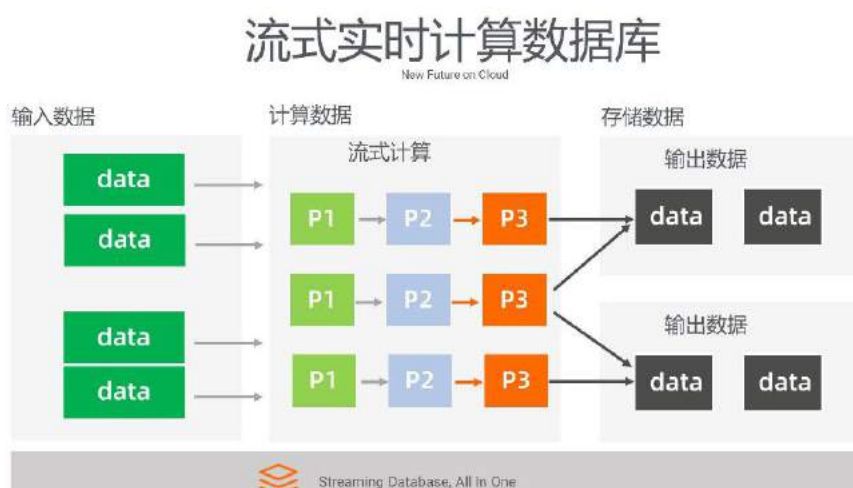 流式实时计算数据库
New Future on Cloud
输入数据
计算数据
存储数据
流式计算
输出数据
data
data
P1 P2 P3
data data
P1 P2 P3
输出数据
data
data
P1 P2 P3
data data
Streaming Database, All In One